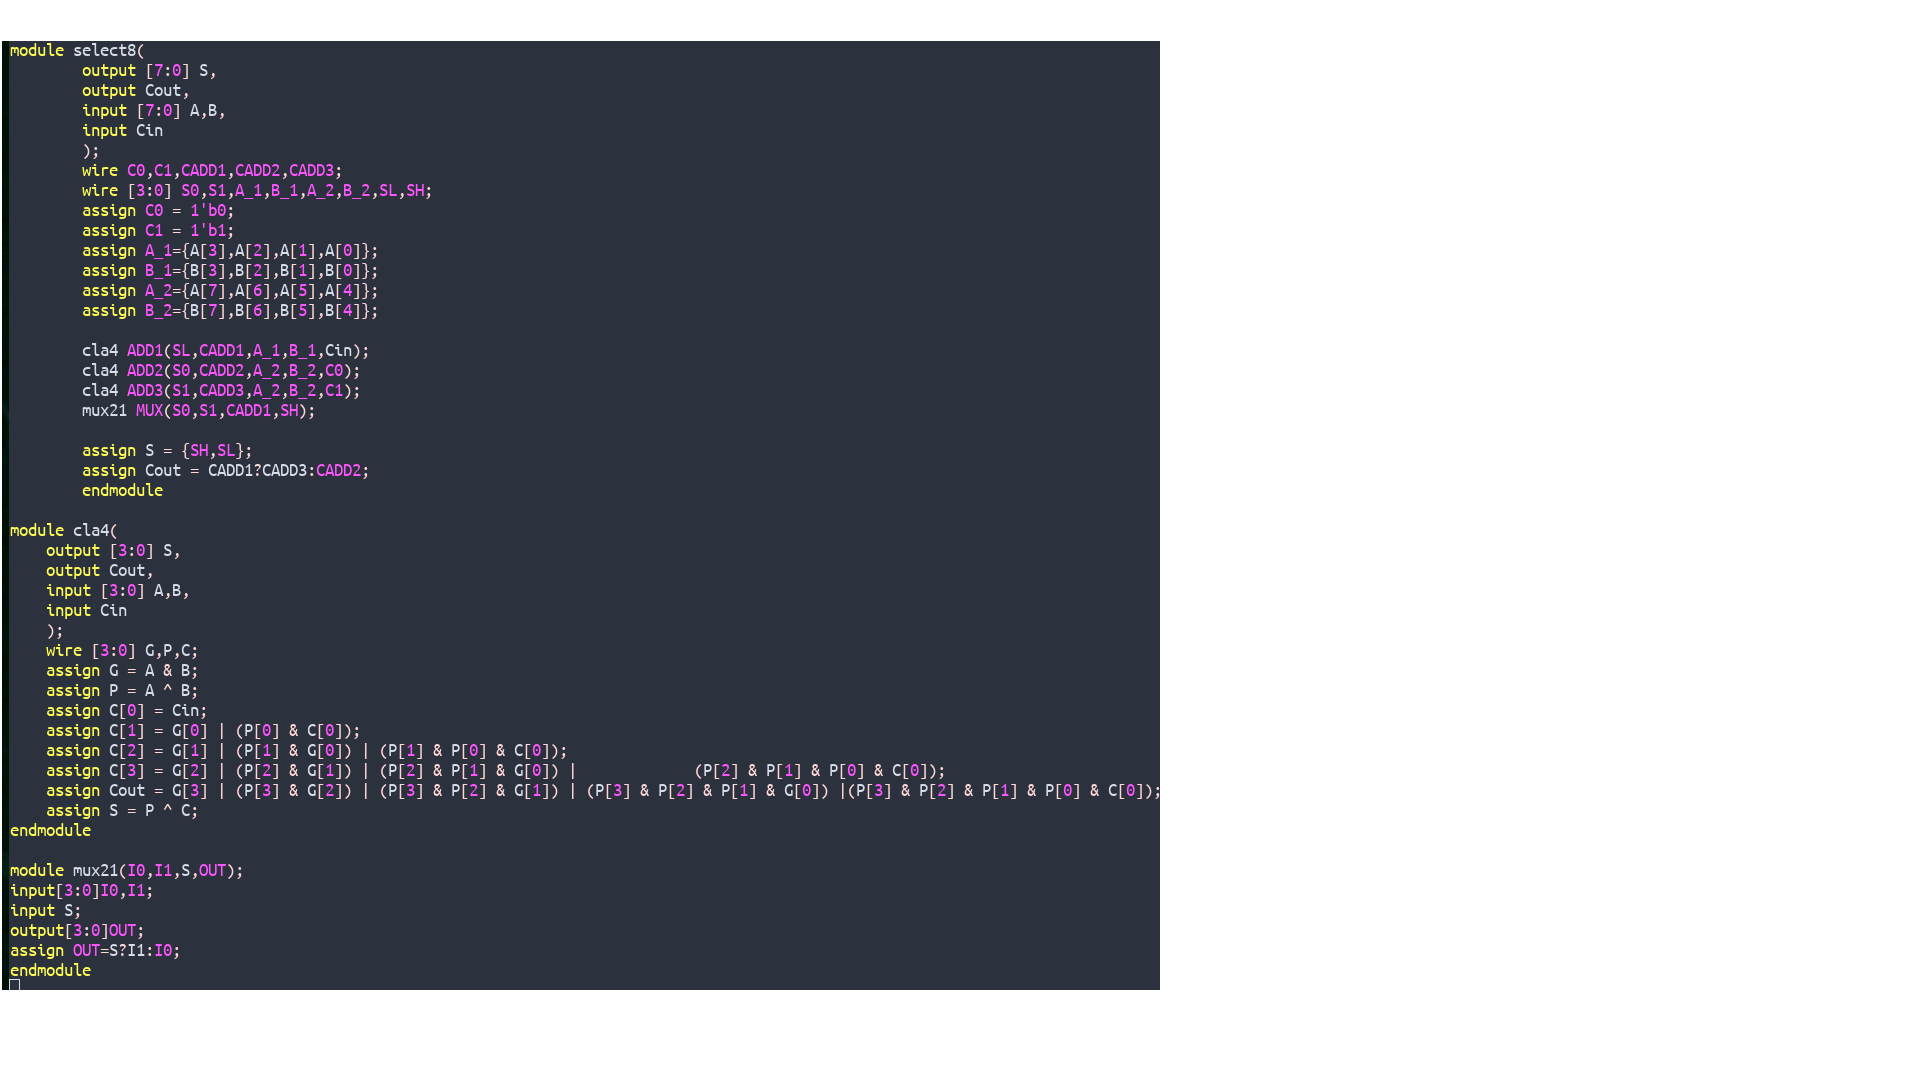 module select8(
output [7:0] S,
output Cout,
input [7:0] A,B,
input Cin
);
wire C0,C1,CADD1,CADD2,CADD3;
wire [3:0] S0,S1,A_1,B_1,A_2,B_2,SL,SH;
assign C0 = 1'b0;
assign C1 = 1'b1;
assign A_1={A[3],A[2],A[1],A[0]};
assign B_1={B[3],B[2],B[1],B[0]};
assign A_2={A[7],A[6],A[5],A[4]};
assign B_2={B[7],B[6],B[5],B[4]};
cla4 ADD1(SL,CADD1,A_1,B_1,Cin);
cla4 ADD2(S0,CADD2,A_2,B_2,C0);
cla4 ADD3(S1,CADD3,A_2,B_2,C1);
mux21 MUX(S0,S1,CADD1,SH);
assign S = {SH,SL};
assign Cout = CADD1?CADD3:CADD2;
endmodule
module cla4(
output [3:0] S,
output Cout,
input [3:0] A,B,
input Cin
);
wire [3:0] G,P,C;
assign G = A & B;
assign P = A ^ B;
assign C[0] = Cin;
assign C[1] = G[0] | (P[0] & C[0]);
assign C[2] = G[1] | (P[1] & G[0]) | (P[1] & P[0] & C[0]);
assign C[3] = G[2] | (P[2] & G[1]) | (P[2] & P[1] & G[0]) | (P[2] & P[1] & P[0] & C[0]);
assign Cout = G[3] | (P[3] & G[2]) | (P[3] & P[2] & G[1]) | (P[3] & P[2] & P[1] & G[0]) |(P[3] & P[2] & P[1] & P[0] & C[0]);
assign S = P ^ C;
endmodule
module mux21(I0,I1,S,OUT);
input[3:0]I0,I1;
input S;
output[3:0]OUT;
assign OUT=S?I1:I0;
endmodule